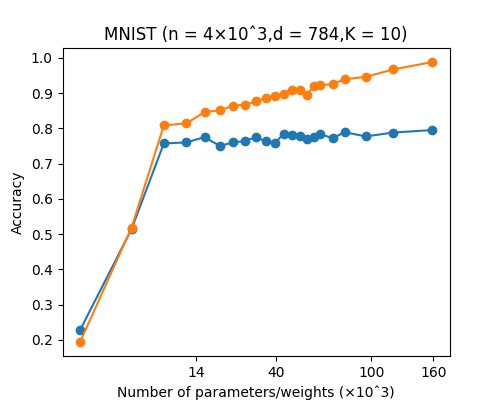 MNIST (n = 4×10ˆ3,d = 784,K = 10)
1.0
0.9
0.8
0.7
0.6
0.5
0.4
0.3
0.2
Accuracy
14 40 100 160
Number of parameters/weights (×10ˆ3)